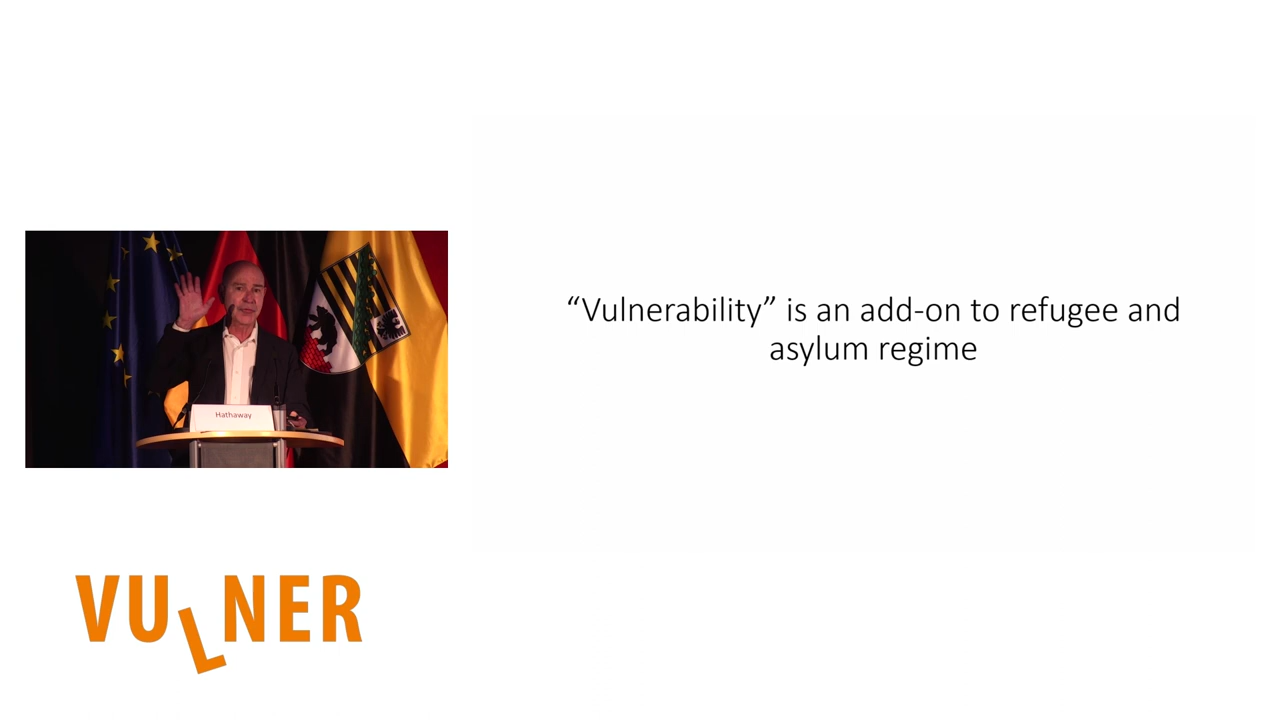 Hathaway
“Vulnerability” is an add-on to refugee and
asylum regime
VULNER